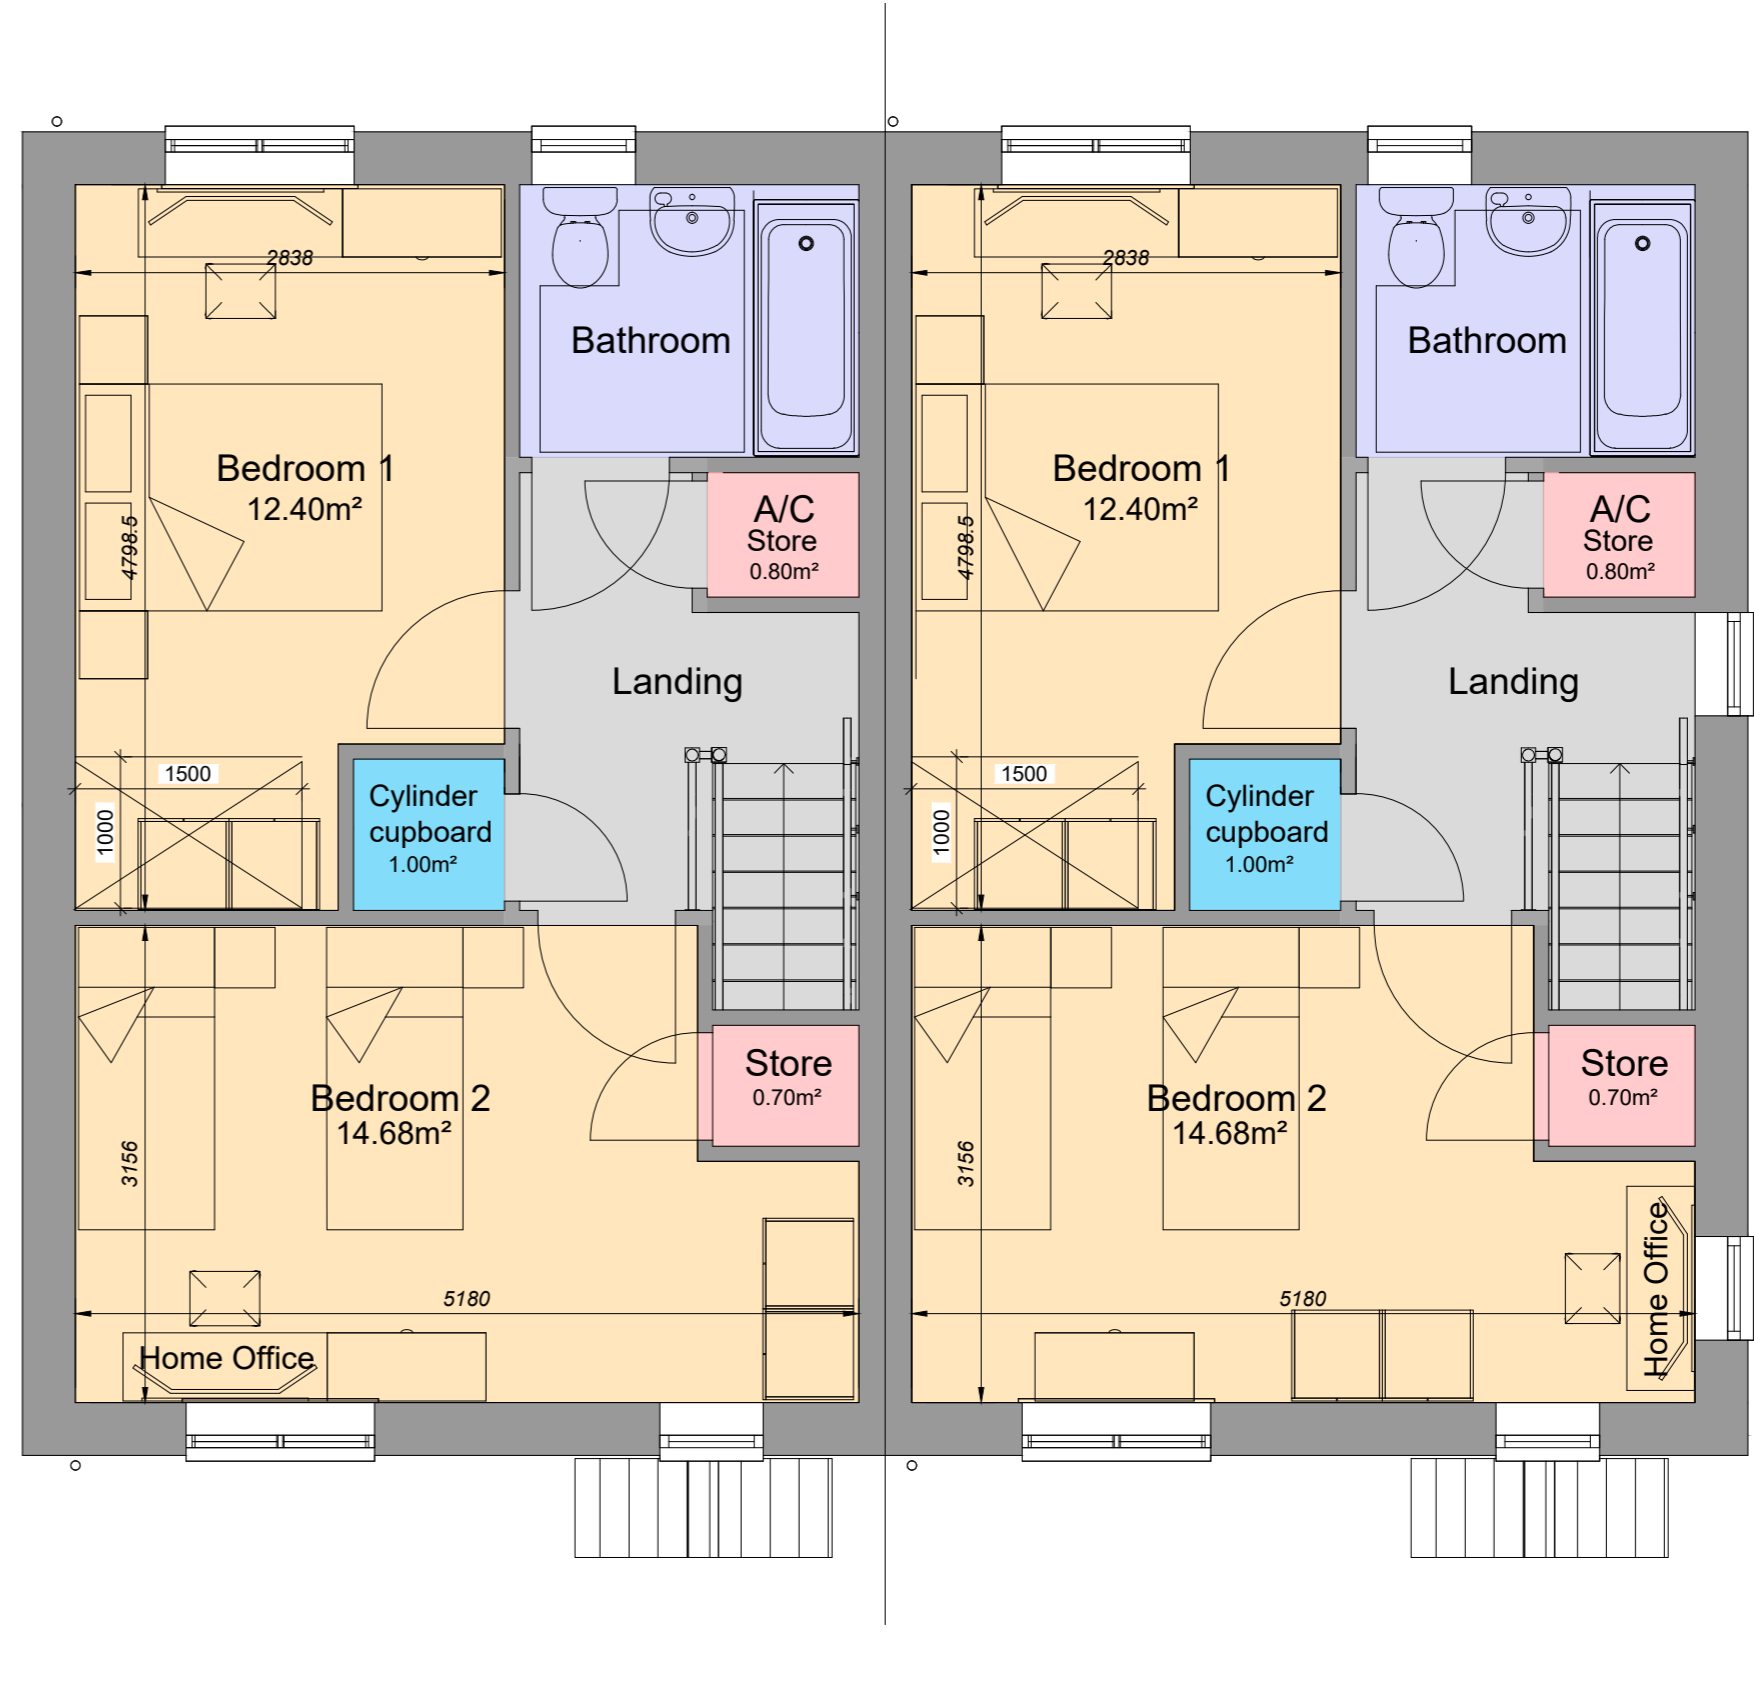 2838
Bathroom
Bedroom 1
12.40m²
4798.5
A/C
Store
0.80m²
Landing
1500
1000
Cylinder
cupboard
1.00m²
Bedroom 2
14.68m²
Store
0.70m²
3156
5180
Home Office
2838
Bathroom
Bedroom 1
12.40m²
4798.5
A/C
Store
0.80m²
Landing
1500
1000
Cylinder
cupboard
1.00m²
Bedroom 2
14.68m²
Store
0.70m²
3156
5180
Home Office